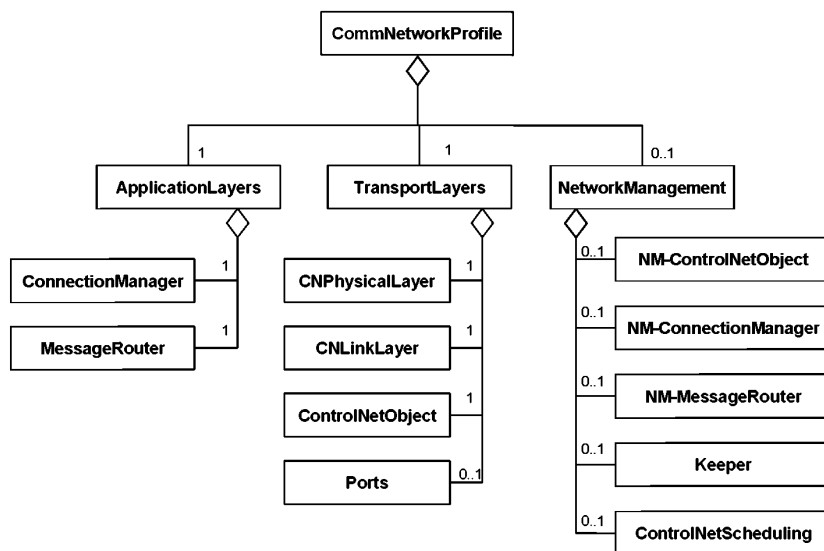 CommNetworkProfile
1
1
0..1
ApplicationLayers
TransportLayers
NetworkManagement
ConnectionManager
1
MessageRouter
1
CNPhysicalLayer
1
CNLinkLayer
1
ControlNetObject
1
Ports
0..1
0..1
NM-ControlNetObject
0..1
NM-ConnectionManager
0..1
NM-MessageRouter
0..1
Keeper
0..1
ControlNetScheduling